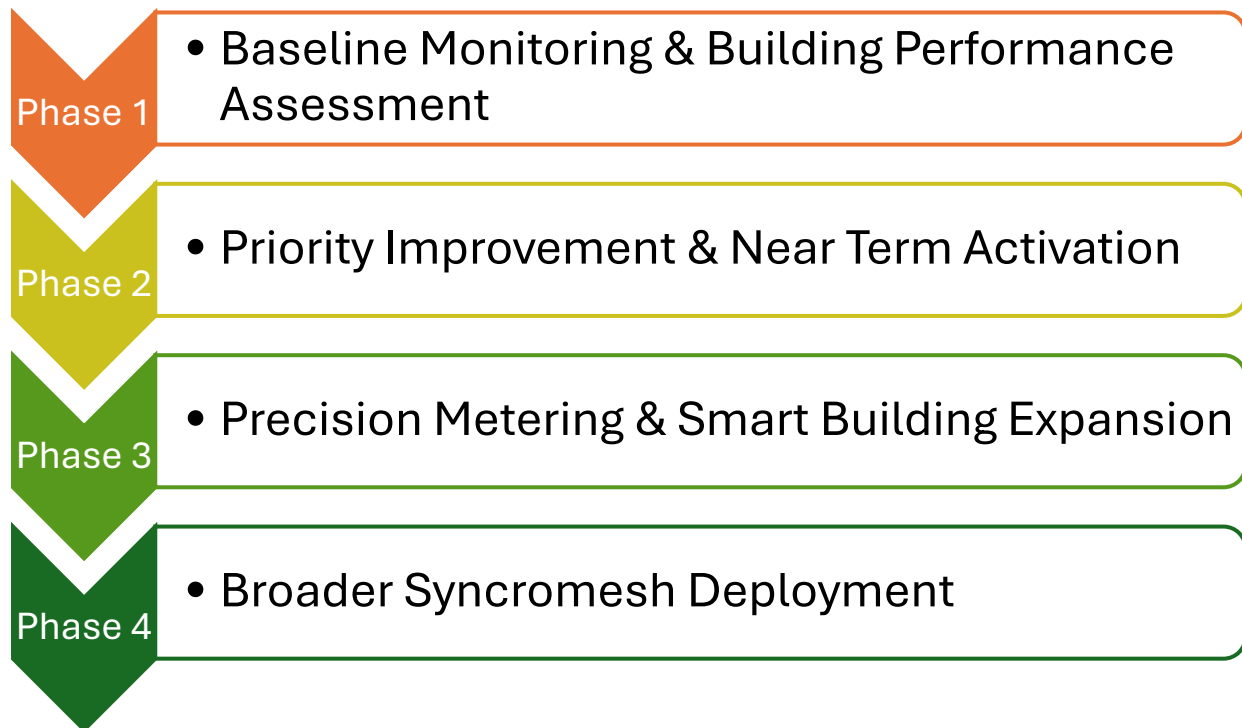 Phase 1
• Baseline Monitoring & Building Performance
Assessment
Phase 2
• Priority Improvement & Near Term Activation
Phase 3
• Precision Metering & Smart Building Expansion
Phase 4
• Broader Syncromesh Deployment